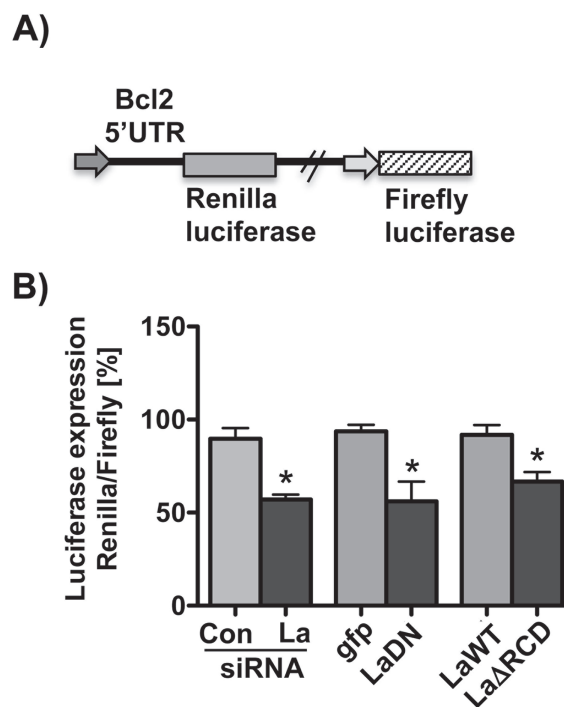 A)
Bcl2
5'UTR
Renilla
luciferase
Firefly
luciferase
B)
Luciferase expression
Renilla/Firefly [%]
150
100
50
0
*
*
*
Con
La
siRNA
gfp
LaDN
LaWT
LaΔRCD